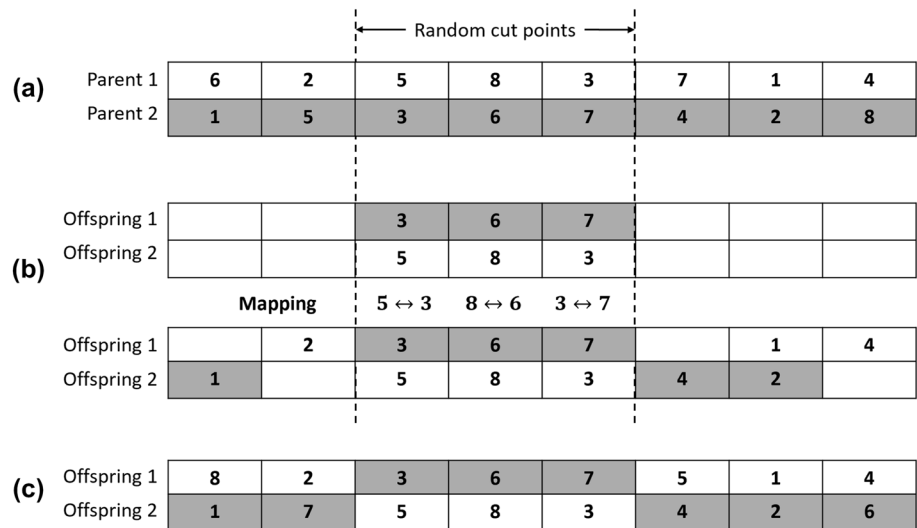 Random cut points
(a)
Parent 1 6 2 5 8 3 7 1 4
Parent 2 1 5 3 6 7 4 2 8
(b)
Offspring 1 3 6 7
Offspring 2 5 8 3
Mapping 5 ↔ 3 8 ↔ 6 3 ↔ 7
Offspring 1 2 3 6 7 1 4
Offspring 2 1 5 8 3 4 2
(c)
Offspring 1 8 2 3 6 7 5 1 4
Offspring 2 1 7 5 8 3 4 2 6